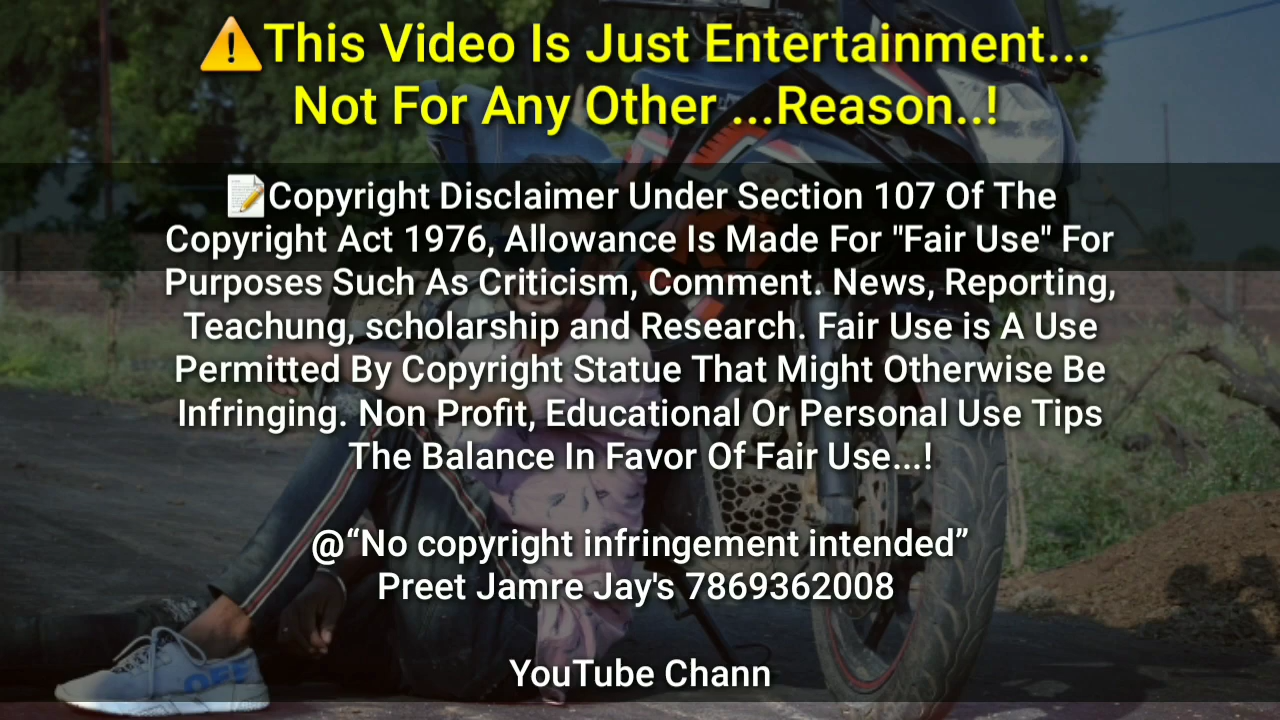 ⚠️This Video Is Just Entertainment...
Not For Any Other ...Reason..!
📝Copyright Disclaimer Under Section 107 Of The
Copyright Act 1976, Allowance Is Made For "Fair Use" For
Purposes Such As Criticism, Comment. News, Reporting,
Teachung, scholarship and Research. Fair Use is A Use
Permitted By Copyright Statue That Might Otherwise Be
Infringing. Non Profit, Educational Or Personal Use Tips
The Balance In Favor Of Fair Use...!
@“No copyright infringement intended”
Preet Jamre Jay's 7869362008
YouTube Chann
OFF